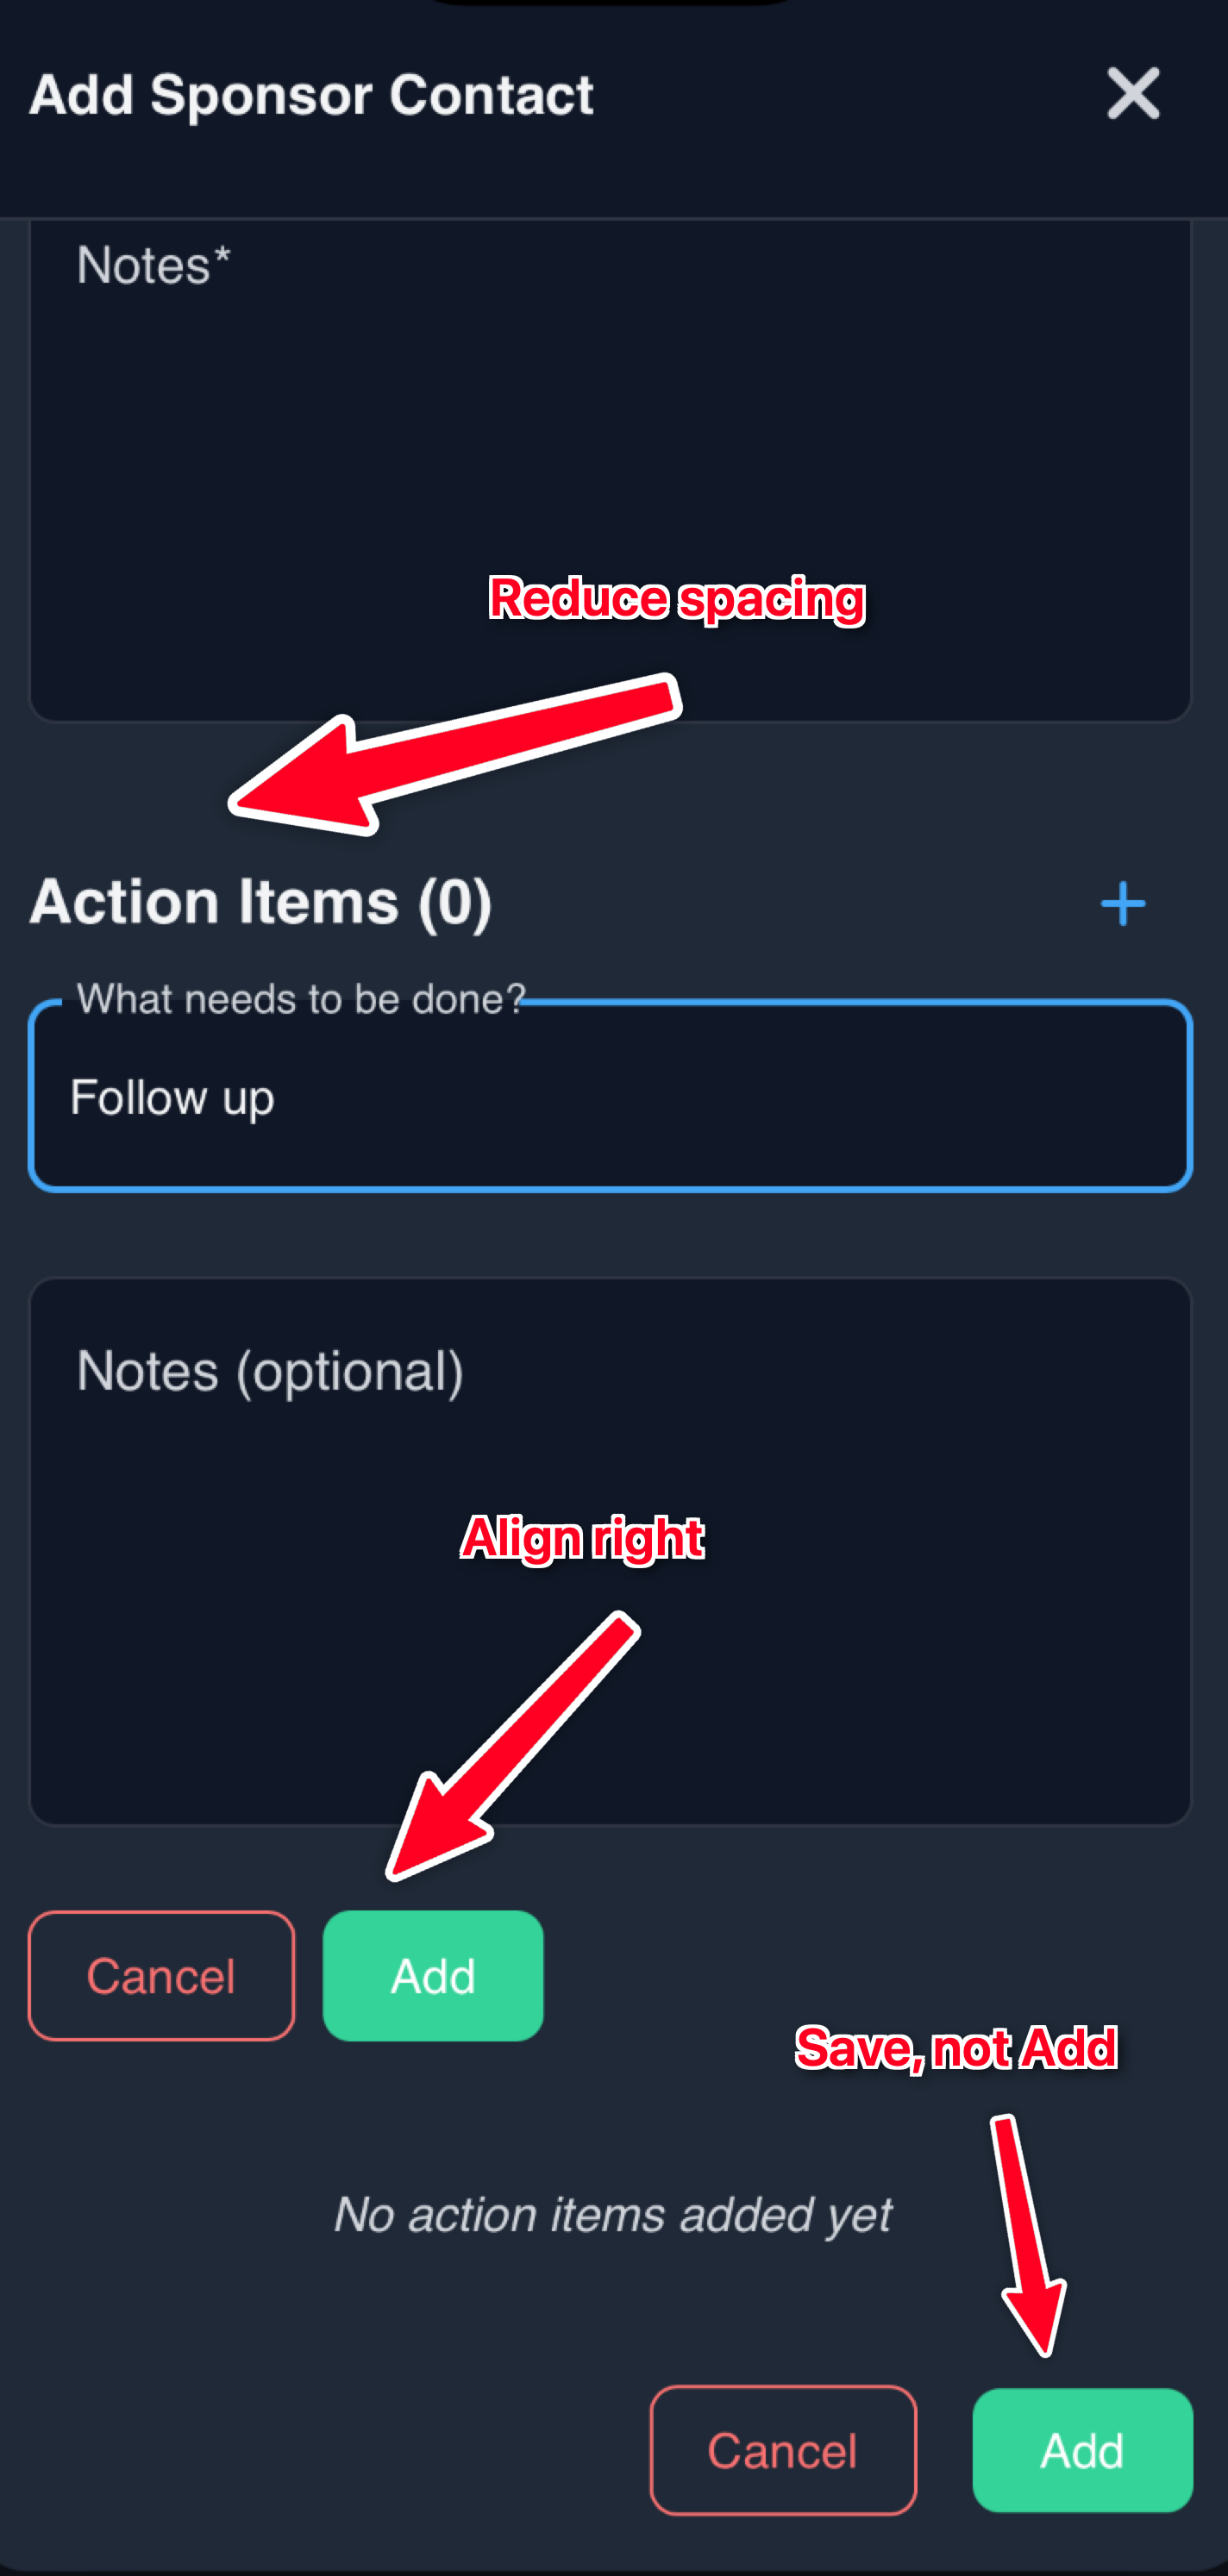 Add Sponsor Contact
Notes*
Reduce spacing
Action Items (0)
What needs to be done?
Follow up
Notes (optional)
Align right
Cancel
Add
Save, not Add
No action items added yet
Cancel
Add